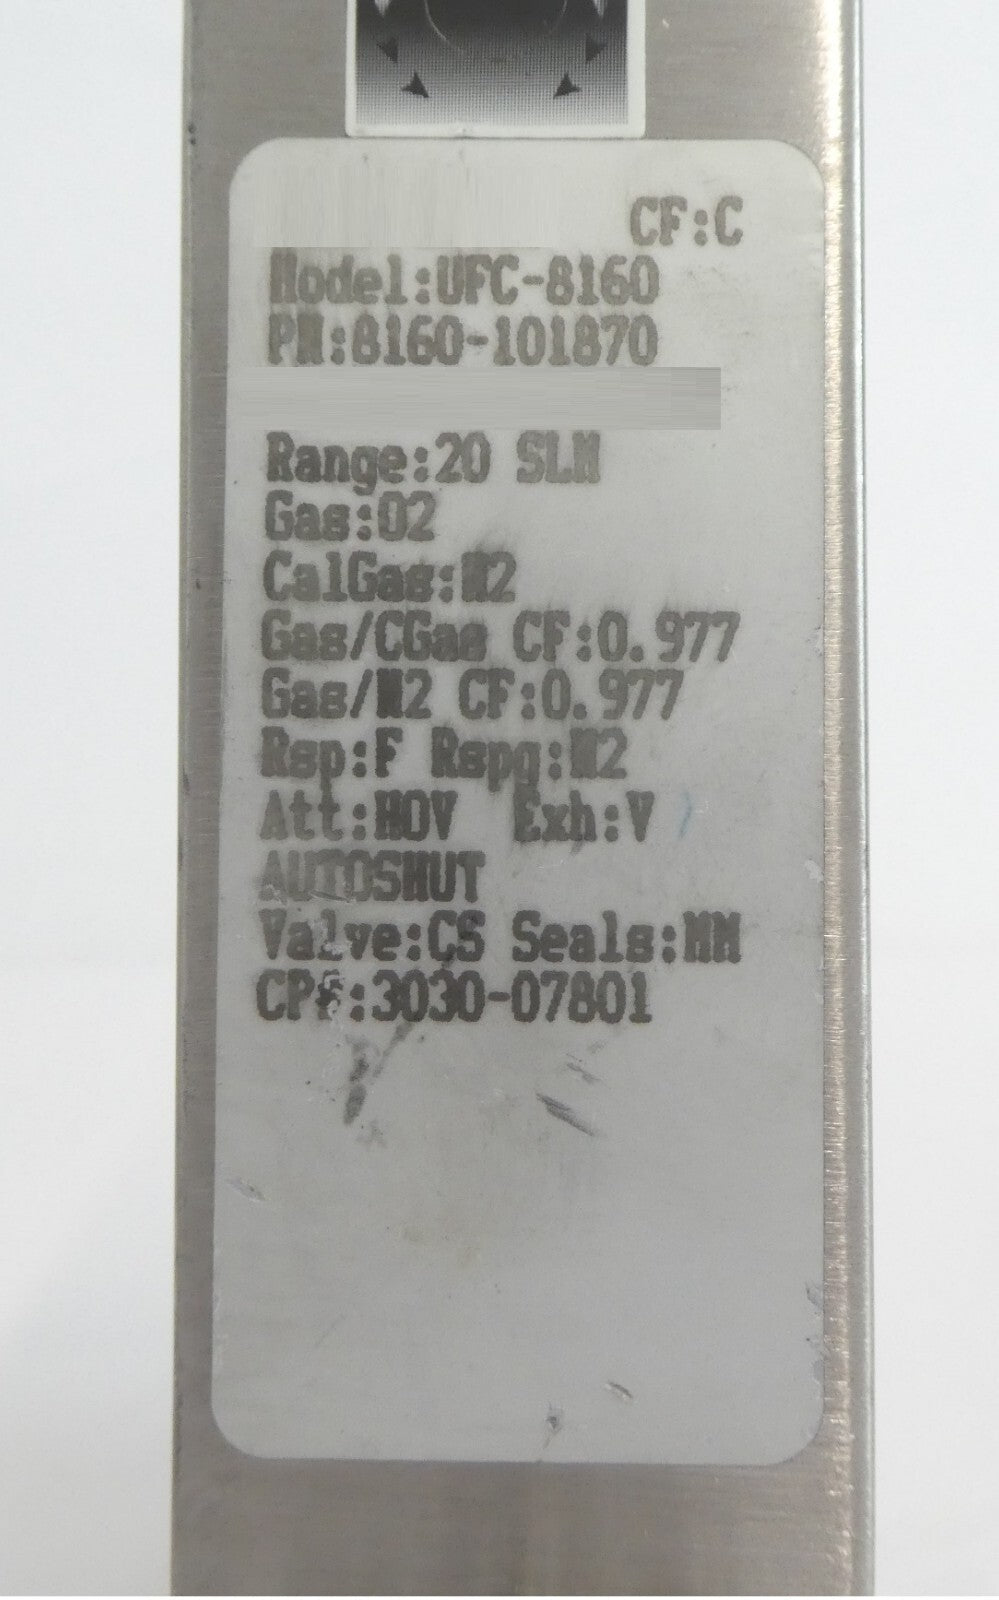 CF:C
Model:UFC-8160
PN:8160-101870
Range:20 SLM
Gas:O2
CalGas:N2
Gas/CGas CF:0.977
Gas/N2 CF:0.977
Rsp:F Rspg:N2
Att:HOV Exh:V
AUTOSHUT
Valve:CS Seals:MM
CP#:3030-07801